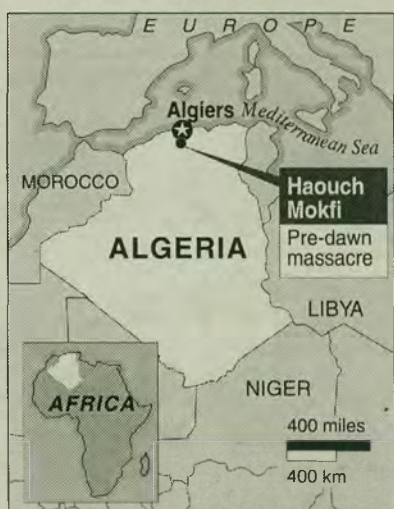 EUROPE
Algiers
Mediterranean Sea
MOROCCO
Haouch
Mokfi
Pre-dawn
massacre
ALGERIA
LIBYA
AFRICA
NIGER
400 miles
400 km